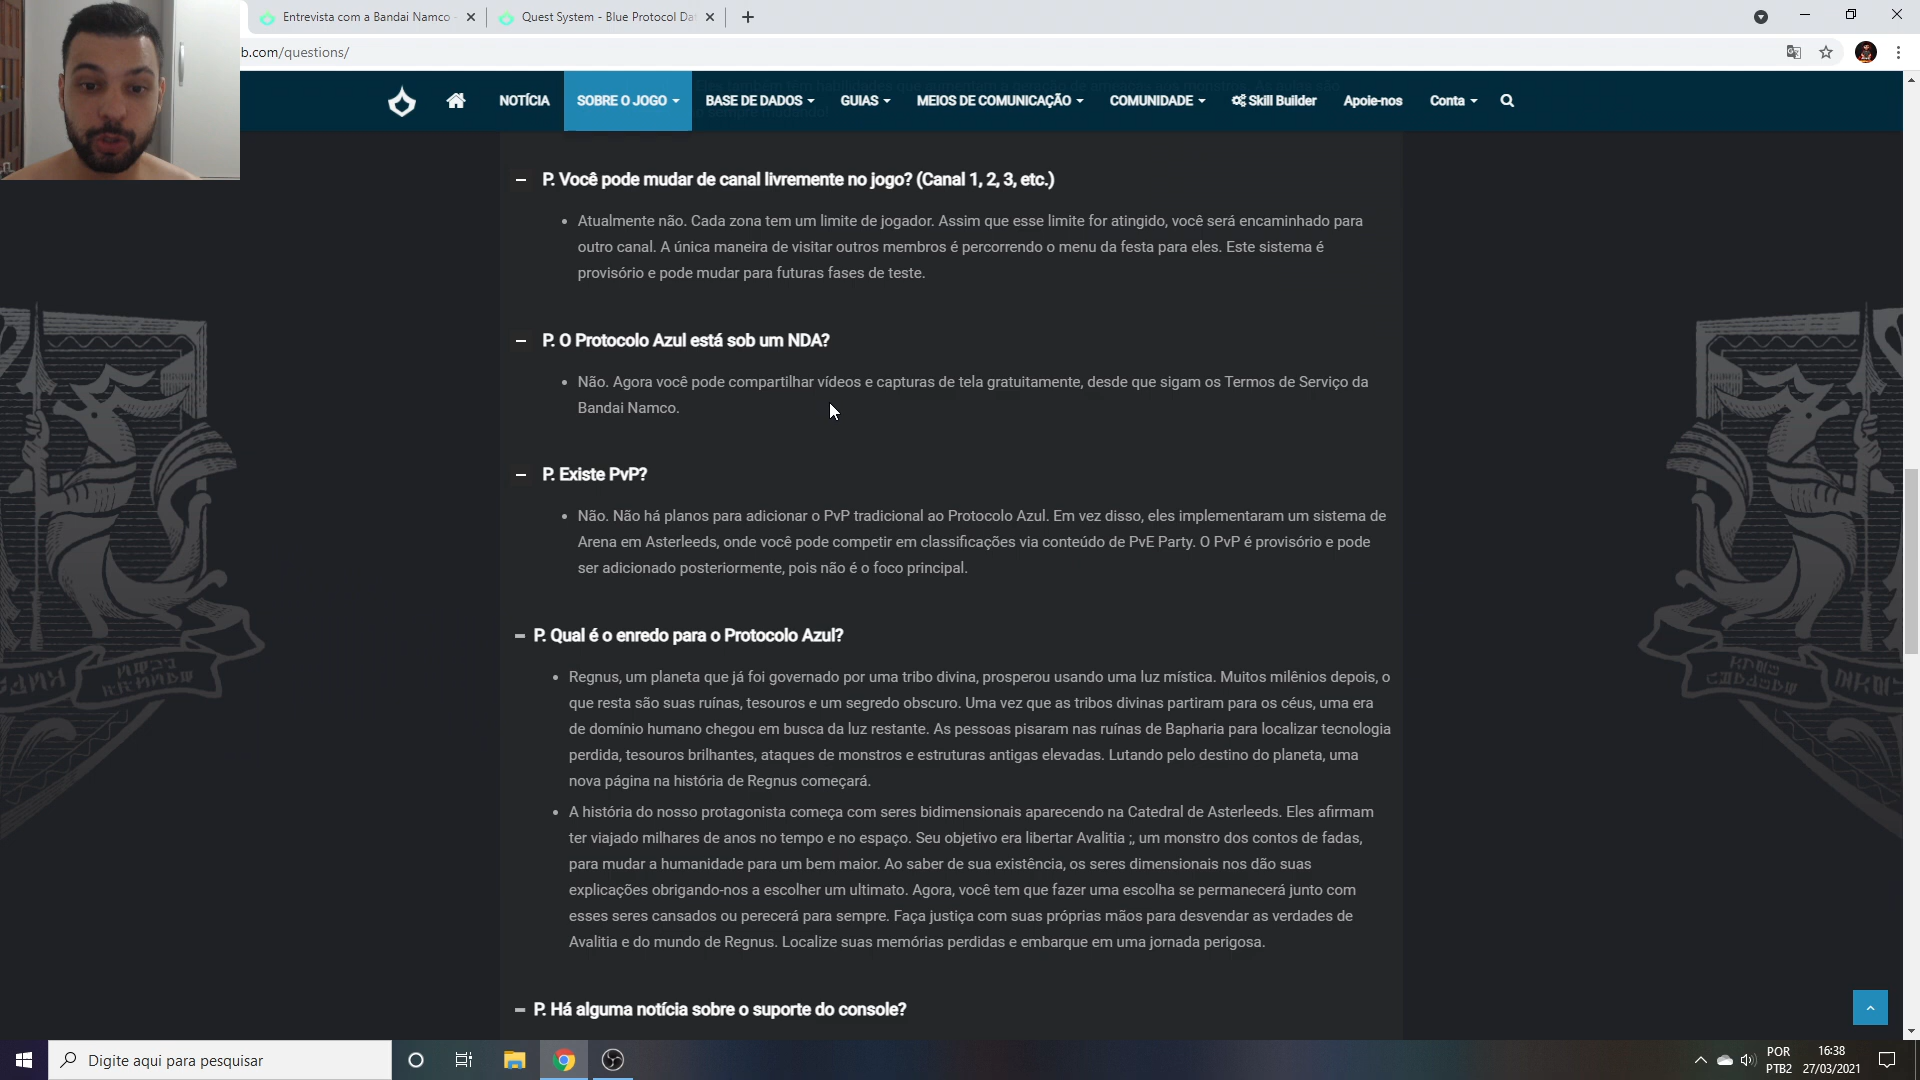 Entrevista com a Bandai Namco
Quest System - Blue Protocol Da
b.com/questions/
NOTÍCIA
SOBRE O JOGO
BASE DE DADOS
GUIAS
MEIOS DE COMUNICAÇÃO
COMUNIDADE
Skill Builder
Apoie-nos
Conta
P. Você pode mudar de canal livremente no jogo? (Canal 1, 2, 3, etc.)
Atualmente não. Cada zona tem um limite de jogador. Assim que esse limite for atingido, você será encaminhado para
outro canal. A única maneira de visitar outros membros é percorrendo o menu da festa para eles. Este sistema é
provisório e pode mudar para futuras fases de teste.
P. O Protocolo Azul está sob um NDA?
Não. Agora você pode compartilhar vídeos e capturas de tela gratuitamente, desde que sigam os Termos de Serviço da
Bandai Namco.
P. Existe PvP?
Não. Não há planos para adicionar o PvP tradicional ao Protocolo Azul. Em vez disso, eles implementaram um sistema de
Arena em Asterleeds, onde você pode competir em classificações via conteúdo de PvE Party. O PvP é provisório e pode
ser adicionado posteriormente, pois não é o foco principal.
P. Qual é o enredo para o Protocolo Azul?
Regnus, um planeta que já foi governado por uma tribo divina, prosperou usando uma luz mística. Muitos milênios depois, o
que resta são suas ruínas, tesouros e um segredo obscuro. Uma vez que as tribos divinas partiram para os céus, uma era
de domínio humano chegou em busca da luz restante. As pessoas pisaram nas ruínas de Bapharia para localizar tecnologia
perdida, tesouros brilhantes, ataques de monstros e estruturas antigas elevadas. Lutando pelo destino do planeta, uma
nova página na história de Regnus começará.
A história do nosso protagonista começa com seres bidimensionais aparecendo na Catedral de Asterleeds. Eles afirmam
ter viajado milhares de anos no tempo e no espaço. Seu objetivo era libertar Avalitia ;, um monstro dos contos de fadas,
para mudar a humanidade para um bem maior. Ao saber de sua existência, os seres dimensionais nos dão suas
explicações obrigando-nos a escolher um ultimato. Agora, você tem que fazer uma escolha se permanecerá junto com
esses seres cansados ou perecerá para sempre. Faça justiça com suas próprias mãos para desvendar as verdades de
Avalitia e do mundo de Regnus. Localize suas memórias perdidas e embarque em uma jornada perigosa.
P. Há alguma notícia sobre o suporte do console?
Digite aqui para pesquisar
POR
PTB2
16:38
27/03/2021